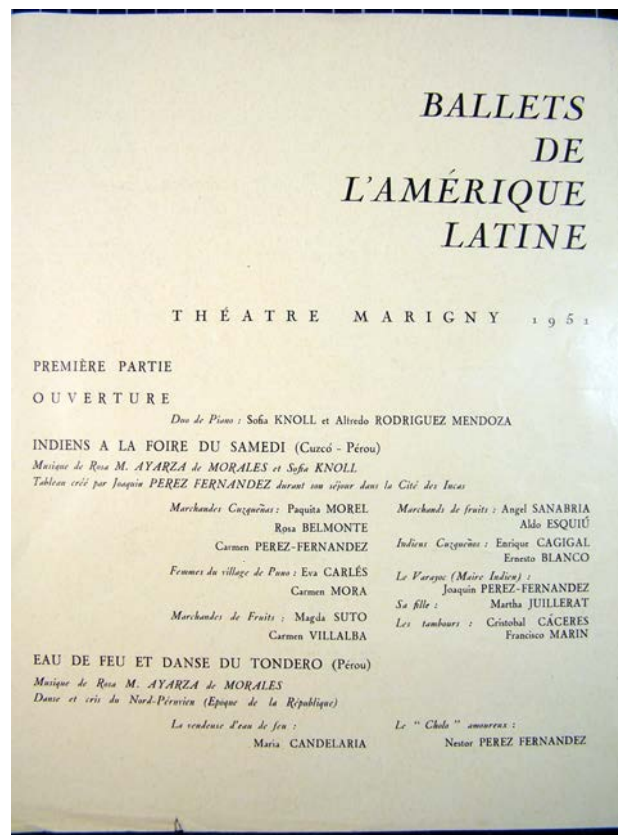 BALLETS
DE
L'AMÉRIQUE
LATINE
THÉATRE MARIGNY 1951
PREMIÈRE PARTIE
OUVERTURE
Duo de Piano : Sofia KNOLL et Alfredo RODRIGUEZ MENDOZA
INDIENS A LA FOIRE DU SAMEDI (Cuzcó - Pérou)
Musique de Rosa M. AYARZA de MORALES et Sofia KNOLL
Tableau créé par Joaquin PEREZ FERNANDEZ durant son séjour dans la Cité des Incas
Marchandes Cuzqueñas : Paquita MOREL
Rosa BELMONTE
Carmen PEREZ-FERNANDEZ
Femmes du village de Puno : Eva CARLÉS
Carmen MORA
Marchandes de Fruits : Magda SUTO
Carmen VILLALBA
Marchands de fruits : Angel SANABRIA
Aldo ESQUIÚ
Indiens Cuzqueños : Enrique CAGIGAL
Ernesto BLANCO
Le Varayoc (Maire Indien) :
Joaquin PEREZ-FERNANDEZ
Sa fille : Martha JUILLERAT
Les tambours : Cristobal CÁCERES
Francisco MARIN
EAU DE FEU ET DANSE DU TONDERO (Pérou)
Musique de Rosa M. AYARZA de MORALES
Danse et cris du Nord-Péruvien (Epoque de la République)
La vendeuse d'eau de feu :
Maria CANDELARIA
Le " Cholo " amoureux :
Nestor PEREZ FERNANDEZ